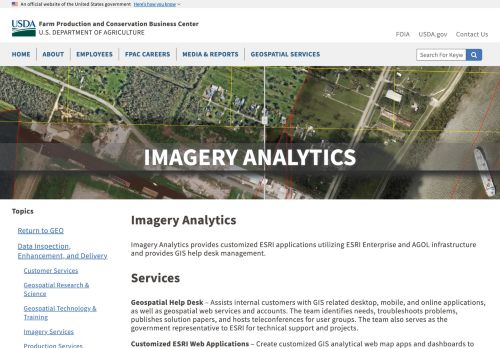 An official website of the United States government Here's how you know
USDA Farm Production and Conservation Business Center
U.S. DEPARTMENT OF AGRICULTURE
FOIA USDA.gov Contact Us
HOME ABOUT EMPLOYEES FPAC CAREERS MEDIA & REPORTS GEOSPATIAL SERVICES
Search For Keyw
IMAGERY ANALYTICS
Topics
Return to GEO
Data Inspection,
Enhancement, and Delivery
Customer Services
Geospatial Research &
Science
Geospatial Technology &
Training
Imagery Services
Production Services
Imagery Analytics
Imagery Analytics provides customized ESRI applications utilizing ESRI Enterprise and AGOL infrastructure
and provides GIS help desk management.
Services
Geospatial Help Desk – Assists internal customers with GIS related desktop, mobile, and online applications,
as well as geospatial web services and accounts. The team identifies needs, troubleshoots problems,
publishes solution papers, and hosts teleconferences for user groups. The team also serves as the
government representative to ESRI for technical support and projects.
Customized ESRI Web Applications – Create customized GIS analytical web map apps and dashboards to